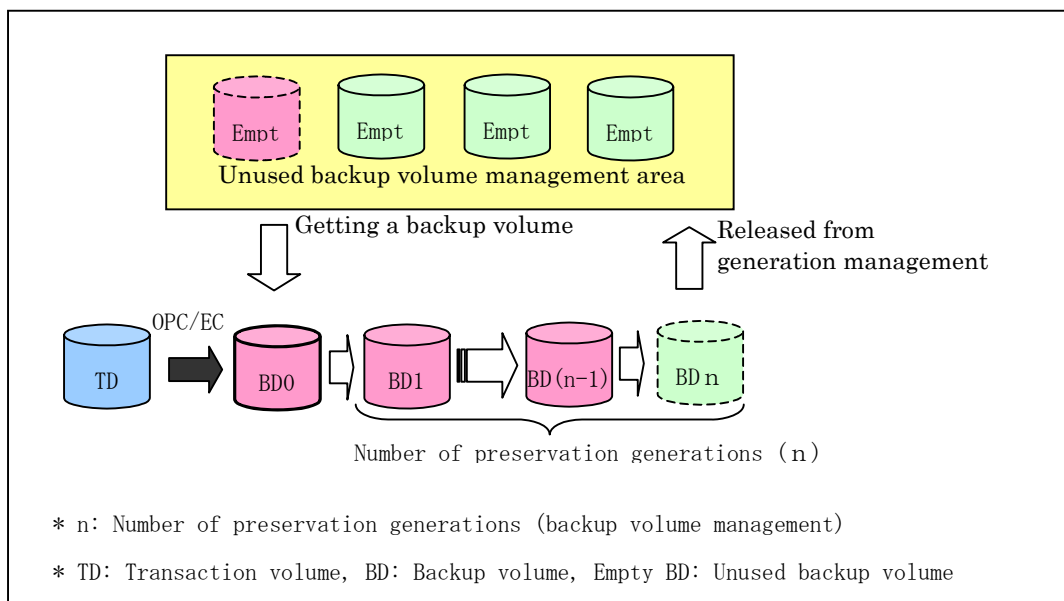 Empt Empt Empt Empt
Unused backup volume management area
Getting a backup volume
Released from
generation management
OPC/EC
TD BD0 BD1 BD(n-1) BDn
Number of preservation generations (n)
* n: Number of preservation generations (backup volume management)
* TD: Transaction volume, BD: Backup volume, Empty BD: Unused backup volume